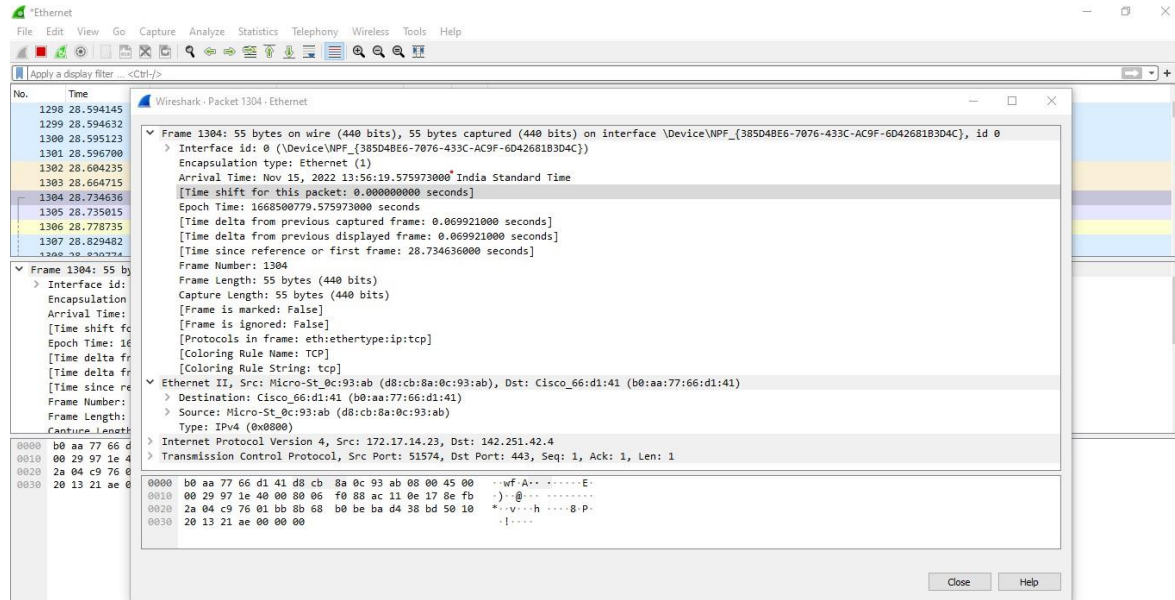 *Ethernet
File Edit View Go Capture Analyze Statistics Telephony Wireless Tools Help
Apply a display filter ... <Ctrl-/>
No. Time
1298 28.594145
1299 28.594632
1300 28.595123
1301 28.596700
1302 28.604235
1303 28.664715
1304 28.734636
1305 28.735015
1306 28.778735
1307 28.829482
1308 28.829774
Frame 1304: 55 by
Interface id:
Encapsulation
Arrival Time:
[Time shift fo
Epoch Time: 16
[Time delta fr
[Time delta fr
[Time since re
Frame Number:
Frame Length:
Capture Length
0000 b0 aa 77 66 d
0010 00 29 97 1e 4
0020 2a 04 c9 76 0
0030 20 13 21 ae 0
Wireshark · Packet 1304 · Ethernet
Frame 1304: 55 bytes on wire (440 bits), 55 bytes captured (440 bits) on interface \Device\NPF_{385D4BE6-7076-433C-AC9F-6D42681B3D4C}, id 0
Interface id: 0 (\Device\NPF_{385D4BE6-7076-433C-AC9F-6D42681B3D4C})
Encapsulation type: Ethernet (1)
Arrival Time: Nov 15, 2022 13:56:19.575973000 India Standard Time
[Time shift for this packet: 0.000000000 seconds]
Epoch Time: 1668500779.575973000 seconds
[Time delta from previous captured frame: 0.069921000 seconds]
[Time delta from previous displayed frame: 0.069921000 seconds]
[Time since reference or first frame: 28.734636000 seconds]
Frame Number: 1304
Frame Length: 55 bytes (440 bits)
Capture Length: 55 bytes (440 bits)
[Frame is marked: False]
[Frame is ignored: False]
[Protocols in frame: eth:ethertype:ip:tcp]
[Coloring Rule Name: TCP]
[Coloring Rule String: tcp]
Ethernet II, Src: Micro-St_0c:93:ab (d8:cb:8a:0c:93:ab), Dst: Cisco_66:d1:41 (b0:aa:77:66:d1:41)
Destination: Cisco_66:d1:41 (b0:aa:77:66:d1:41)
Source: Micro-St_0c:93:ab (d8:cb:8a:0c:93:ab)
Type: IPv4 (0x0800)
Internet Protocol Version 4, Src: 172.17.14.23, Dst: 142.251.42.4
Transmission Control Protocol, Src Port: 51574, Dst Port: 443, Seq: 1, Ack: 1, Len: 1
0000 b0 aa 77 66 d1 41 d8 cb 8a 0c 93 ab 08 00 45 00 ··wf·A·· ······E·
0010 00 29 97 1e 40 00 80 06 f0 88 ac 11 0e 17 8e fb ·)··@··· ········
0020 2a 04 c9 76 01 bb 8b 68 b0 be ba d4 38 bd 50 10 *··v···h ····8·P·
0030 20 13 21 ae 00 00 00 ·!····
Close Help